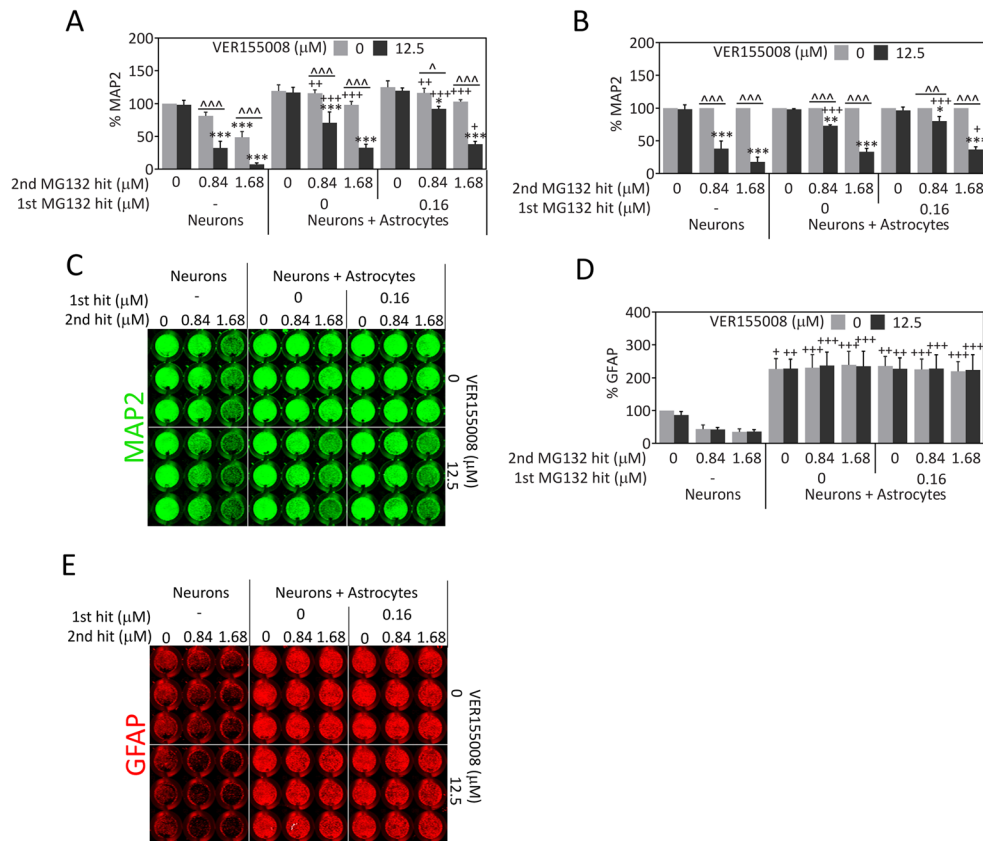 A
VER155008 (µM) 0 12.5
% MAP2
200
150
100
50
0
^^^ ^^^ ^^^ ^^^ ^ ^^^
*** *** *** ++ +++ *** +++ *** ++ +++ * +++ + ***
2nd MG132 hit (µM) 0 0.84 1.68 0 0.84 1.68 0 0.84 1.68
1st MG132 hit (µM) - 0 0.16
Neurons Neurons + Astrocytes
B
VER155008 (µM) 0 12.5
% MAP2
200
150
100
50
0
^^^ ^^^ ^^^ ^^^ ^^ ^^^
*** *** +++ ** *** +++ * + ***
2nd MG132 hit (µM) 0 0.84 1.68 0 0.84 1.68 0 0.84 1.68
1st MG132 hit (µM) - 0 0.16
Neurons Neurons + Astrocytes
C
Neurons Neurons + Astrocytes
1st hit (µM) - 0 0.16
2nd hit (µM) 0 0.84 1.68 0 0.84 1.68 0 0.84 1.68
MAP2
0 12.5
VER155008 (µM)
D
VER155008 (µM) 0 12.5
% GFAP
400
300
200
100
0
+ ++ +++ +++ +++ +++ ++ ++ +++ +++ +++ +++
2nd MG132 hit (µM) 0 0.84 1.68 0 0.84 1.68 0 0.84 1.68
1st MG132 hit (µM) - 0 0.16
Neurons Neurons + Astrocytes
E
Neurons Neurons + Astrocytes
1st hit (µM) - 0 0.16
2nd hit (µM) 0 0.84 1.68 0 0.84 1.68 0 0.84 1.68
GFAP
0 12.5
VER155008 (µM)